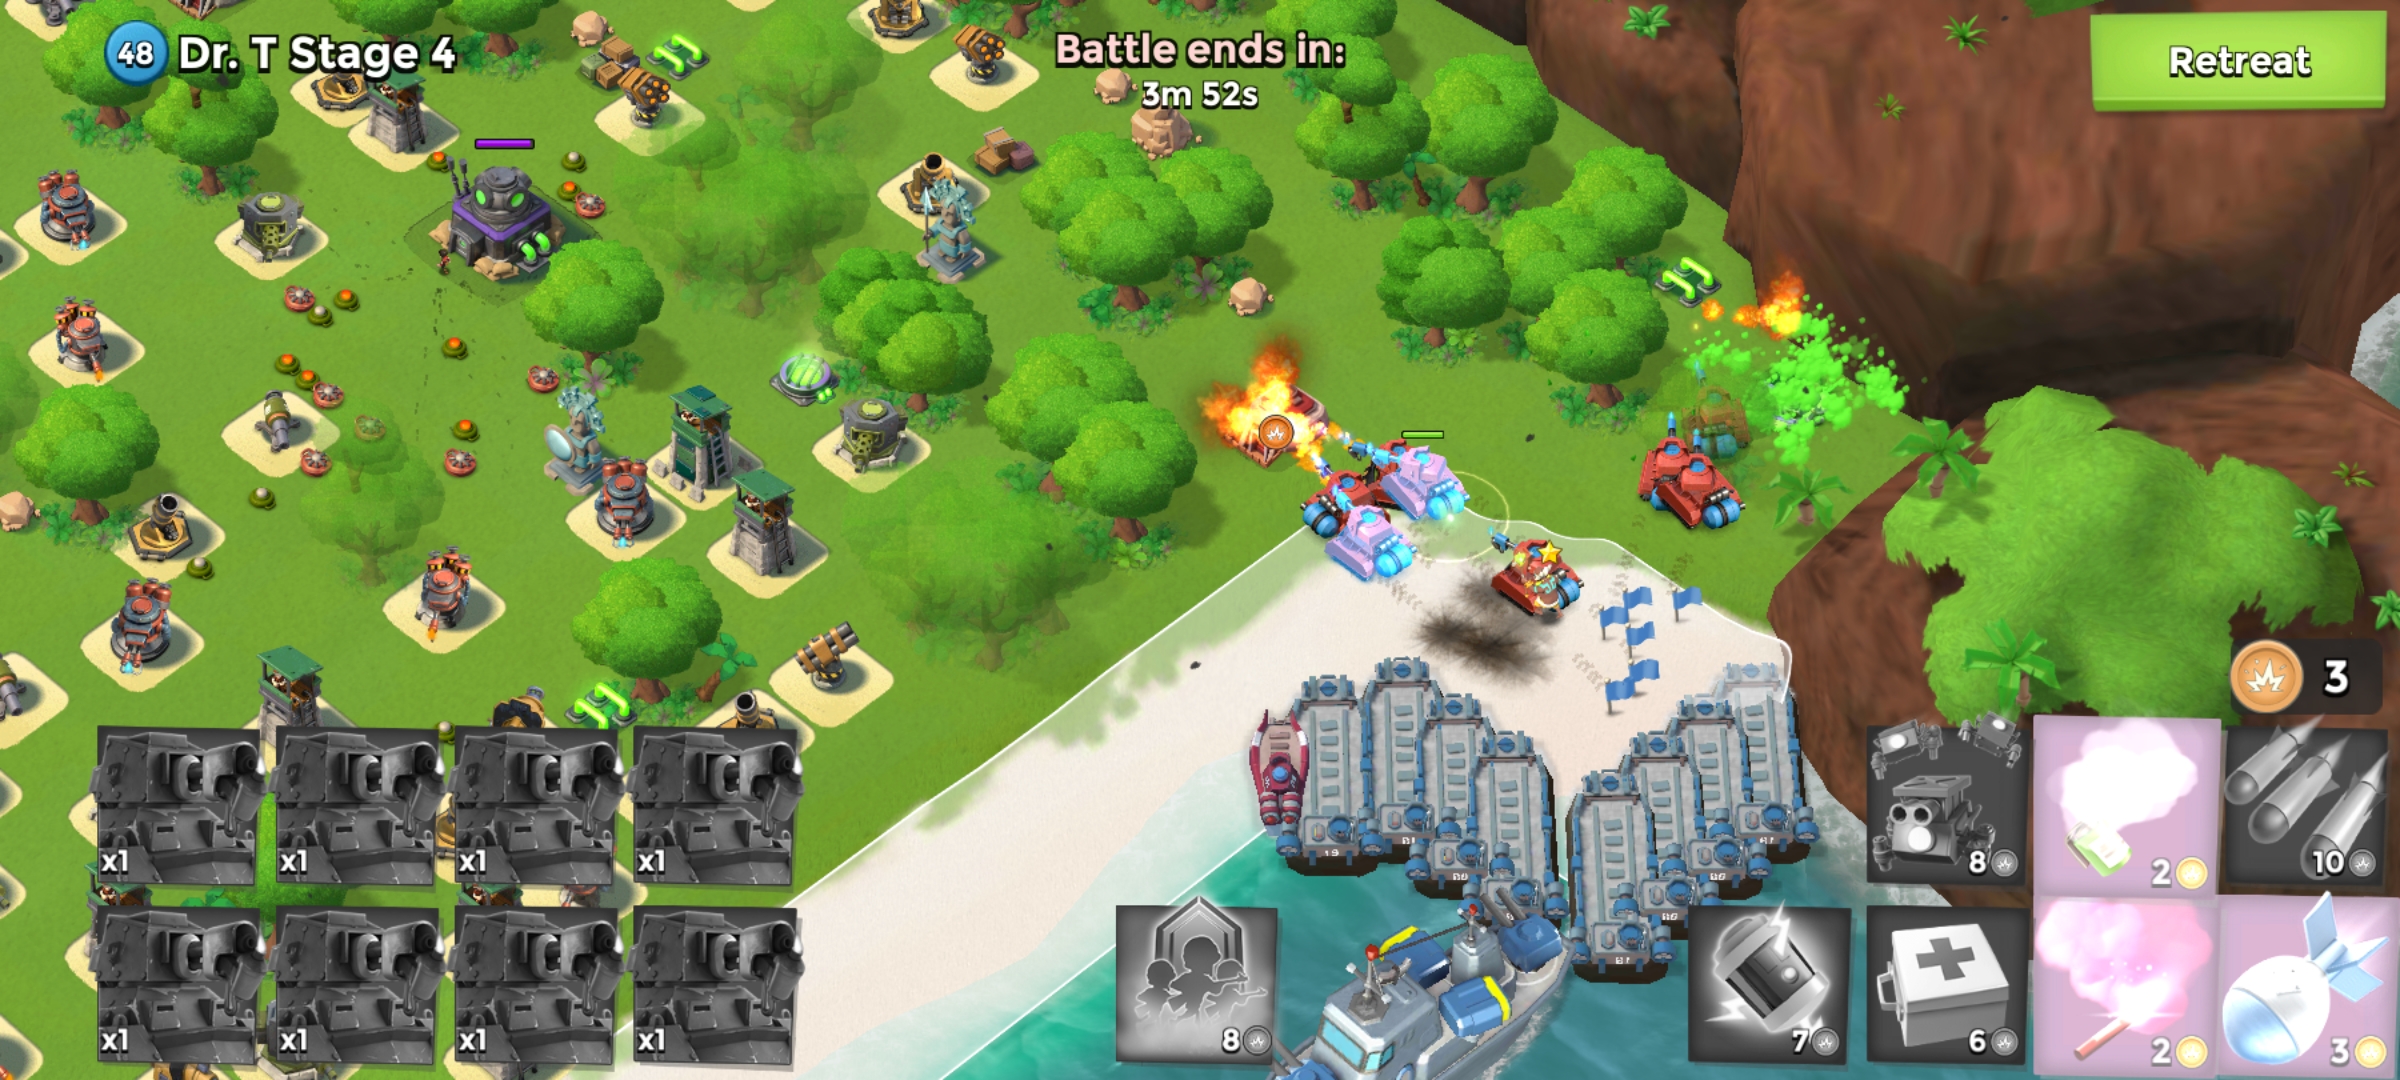 48 Dr. T Stage 4
Battle ends in:
3m 52s
Retreat
3
x1 x1 x1 x1
8 2 10
x1 x1 x1 x1
8 7 6 2 3